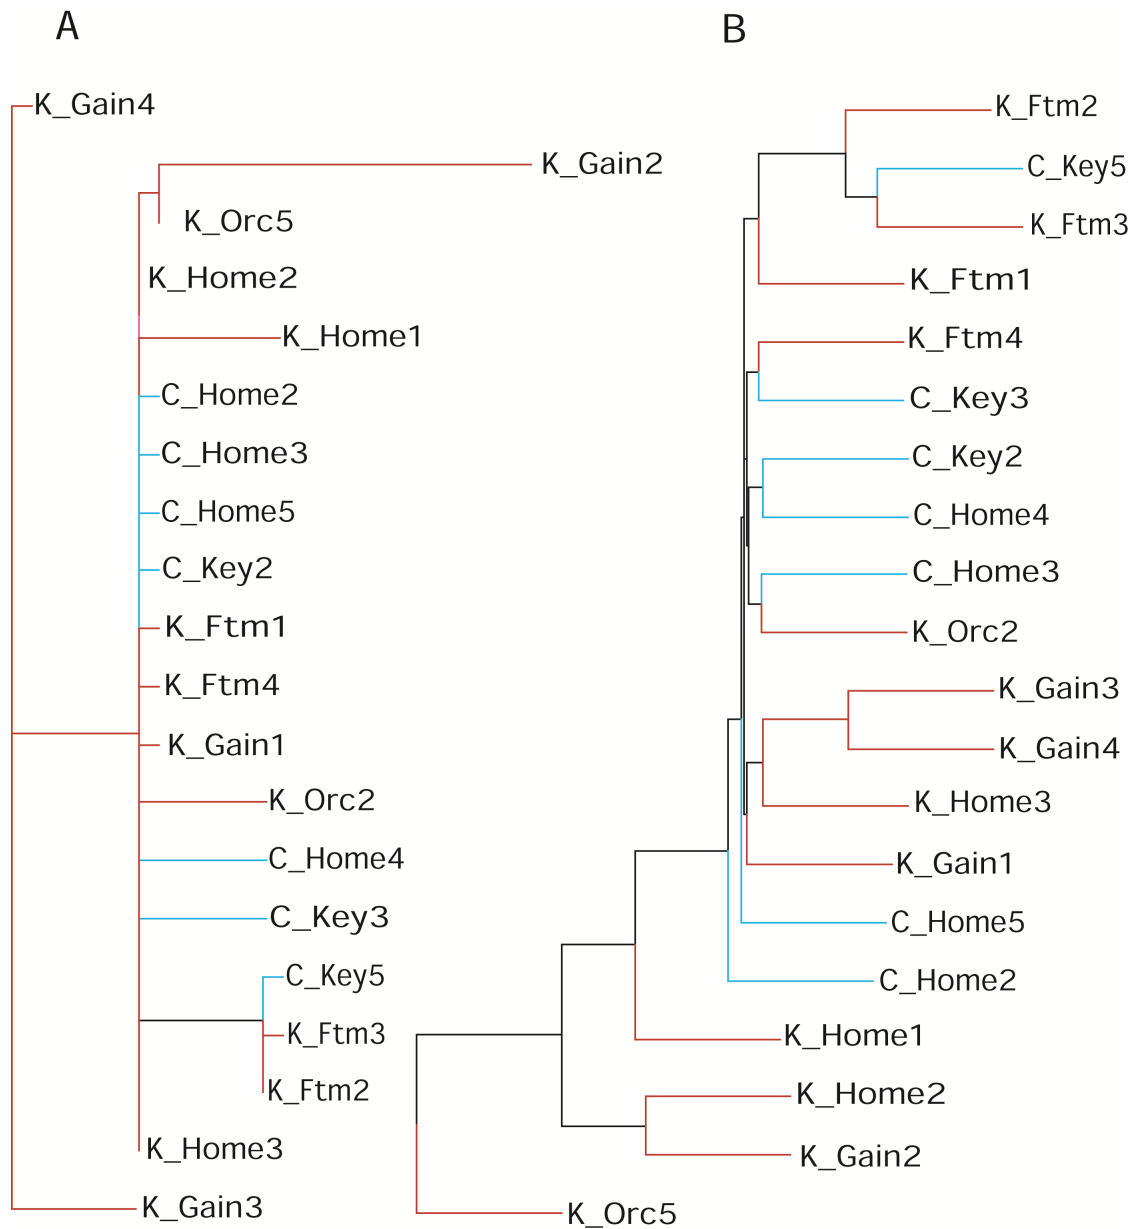 A
K_Gain4
K_Gain2
K_Orc5
K_Home2
K_Home1
C_Home2
C_Home3
C_Home5
C_Key2
K_Ftm1
K_Ftm4
K_Gain1
K_Orc2
C_Home4
C_Key3
C_Key5
K_Ftm3
K_Ftm2
K_Home3
K_Gain3
B
K_Ftm2
C_Key5
K_Ftm3
K_Ftm1
K_Ftm4
C_Key3
C_Key2
C_Home4
C_Home3
K_Orc2
K_Gain3
K_Gain4
K_Home3
K_Gain1
C_Home5
C_Home2
K_Home1
K_Home2
K_Gain2
K_Orc5